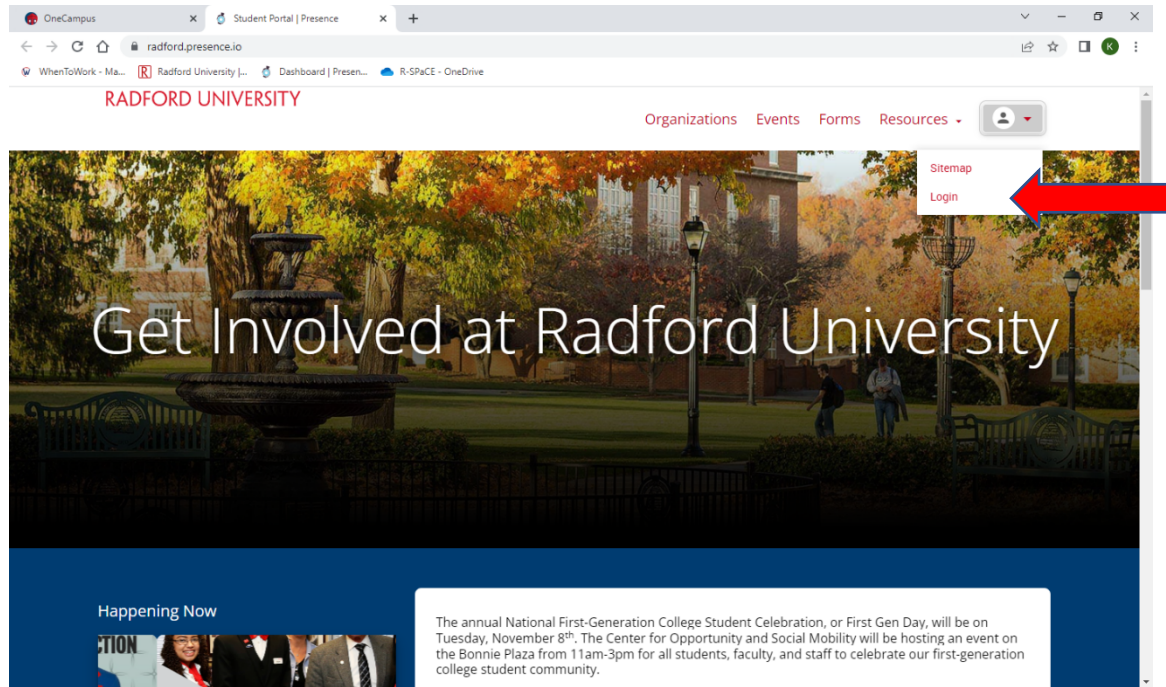 OneCampus
Student Portal | Presence
radford.presence.io
K
WhenToWork - Ma...
Radford University |...
Dashboard | Presen...
R-SPaCE - OneDrive
RADFORD UNIVERSITY
Organizations Events Forms Resources
Sitemap
Login
Get Involved at Radford University
Happening Now
CTION
The annual National First-Generation College Student Celebration, or First Gen Day, will be on
Tuesday, November 8th. The Center for Opportunity and Social Mobility will be hosting an event on
the Bonnie Plaza from 11am-3pm for all students, faculty, and staff to celebrate our first-generation
college student community.